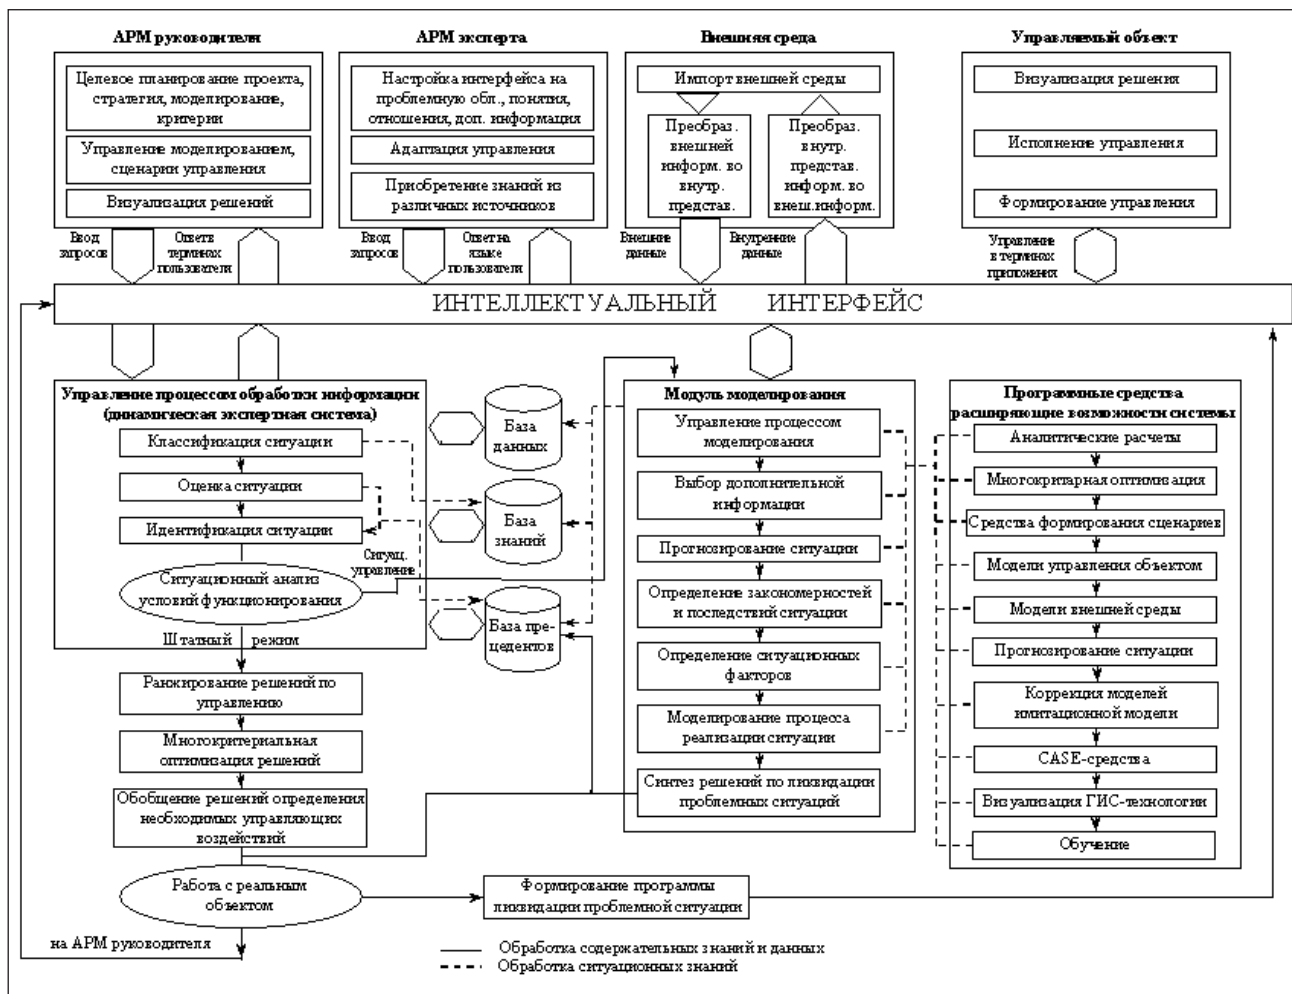 АРМ руководителя
Целевое планирование проекта,
стратегия, моделирование,
критерии
Управление моделированием,
сценарии управления
Визуализация решений
АРМ эксперта
Настройка интерфейса на
проблемную обл., понятия,
отношения, доп. информация
Адаптация управления
Приобретение знаний из
различных источников
Внешняя среда
Импорт внешней среды
Преобраз.
внешней
информ. во
внутр.
представ.
Преобраз.
внутр.
представ.
информ. во
внеш.информ.
Управляемый объект
Визуализация решения
Исполнение управления
Формирование управления
Ввод
запросов
Ответ в
терминах
пользователи
Ввод
запросов
Ответ на
языке
пользователи
Внешние
данные
Внутренние
данные
Управление
в терминах
приложения
ИНТЕЛЛЕКТУАЛЬНЫЙ ИНТЕРФЕЙС
Управление процессом обработки информации
(динамическая экспертная система)
Классификация ситуации
Оценка ситуации
Идентификация ситуации
Ситуационный анализ
условий функционирования
Штатный режим
Ситуац.
управление
Ранжирование решений по
управлению
Многокритериальная
оптимизация решений
Обобщение решений определения
необходимых управляющих
воздействий
Работа с реальным
объектом
на АРМ руководителя
База
данных
База
знаний
База пре-
цедентов
Модуль моделирования
Управление процессом
моделирования
Выбор дополнительной
информации
Прогнозирование ситуации
Определение закономерностей
и последствий ситуации
Определение ситуационных
факторов
Моделирование процесса
реализации ситуации
Синтез решений по ликвидации
проблемных ситуаций
Программные средства
расширяющие возможности системы
Аналитические расчеты
Многокритарная оптимизация
Средства формирования сценариев
Модели управления объектом
Модели внешней среды
Прогнозирование ситуации
Коррекция моделей
имитационной модели
CASE-средства
Визуализация ГИС-технологии
Обучение
Формирование программы
ликвидации проблемной ситуации
Обработка содержательных знаний и данных
Обработка ситуационных знаний